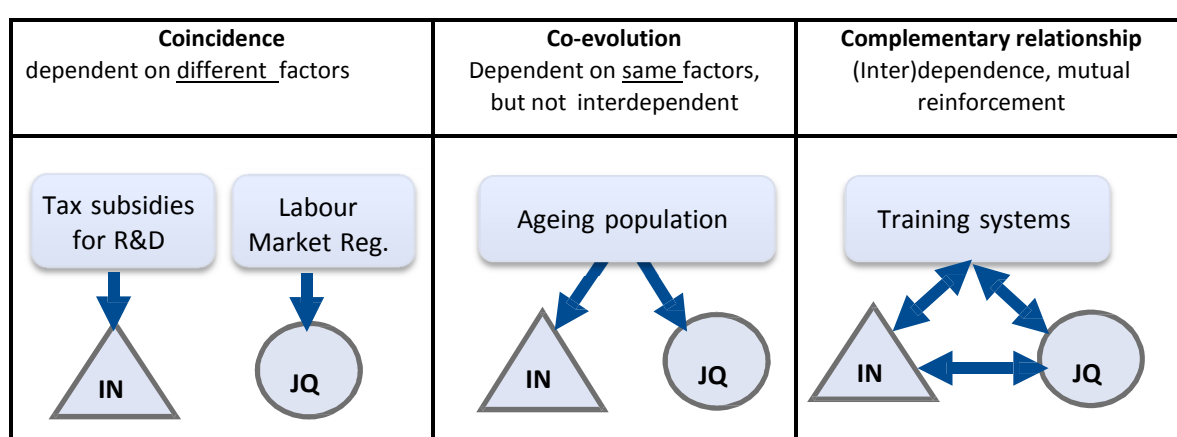 Coincidence
dependent on different factors
Co-evolution
Dependent on same factors,
but not interdependent
Complementary relationship
(Inter)dependence, mutual
reinforcement
Tax subsidies
for R&D
Labour
Market Reg.
IN
JQ
Ageing population
IN
JQ
Training systems
IN
JQ